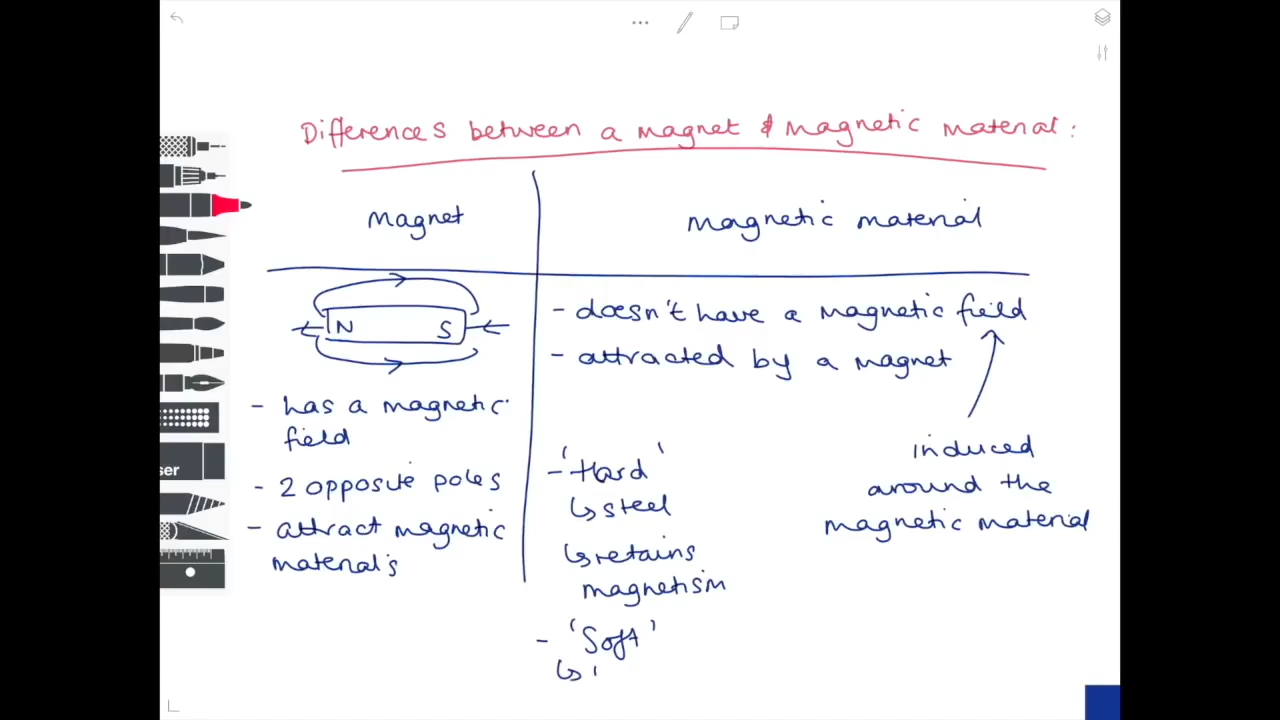 Differences between a magnet & magnetic material:
Magnet
Magnetic material
N S
- has a magnetic
field
- 2 opposite poles
- attract magnetic
materials
- doesn't have a magnetic field
- attracted by a magnet
induced
around the
magnetic material
- 'Hard'
↳ steel
↳ retains
magnetism
- 'Soft'
↳
ser